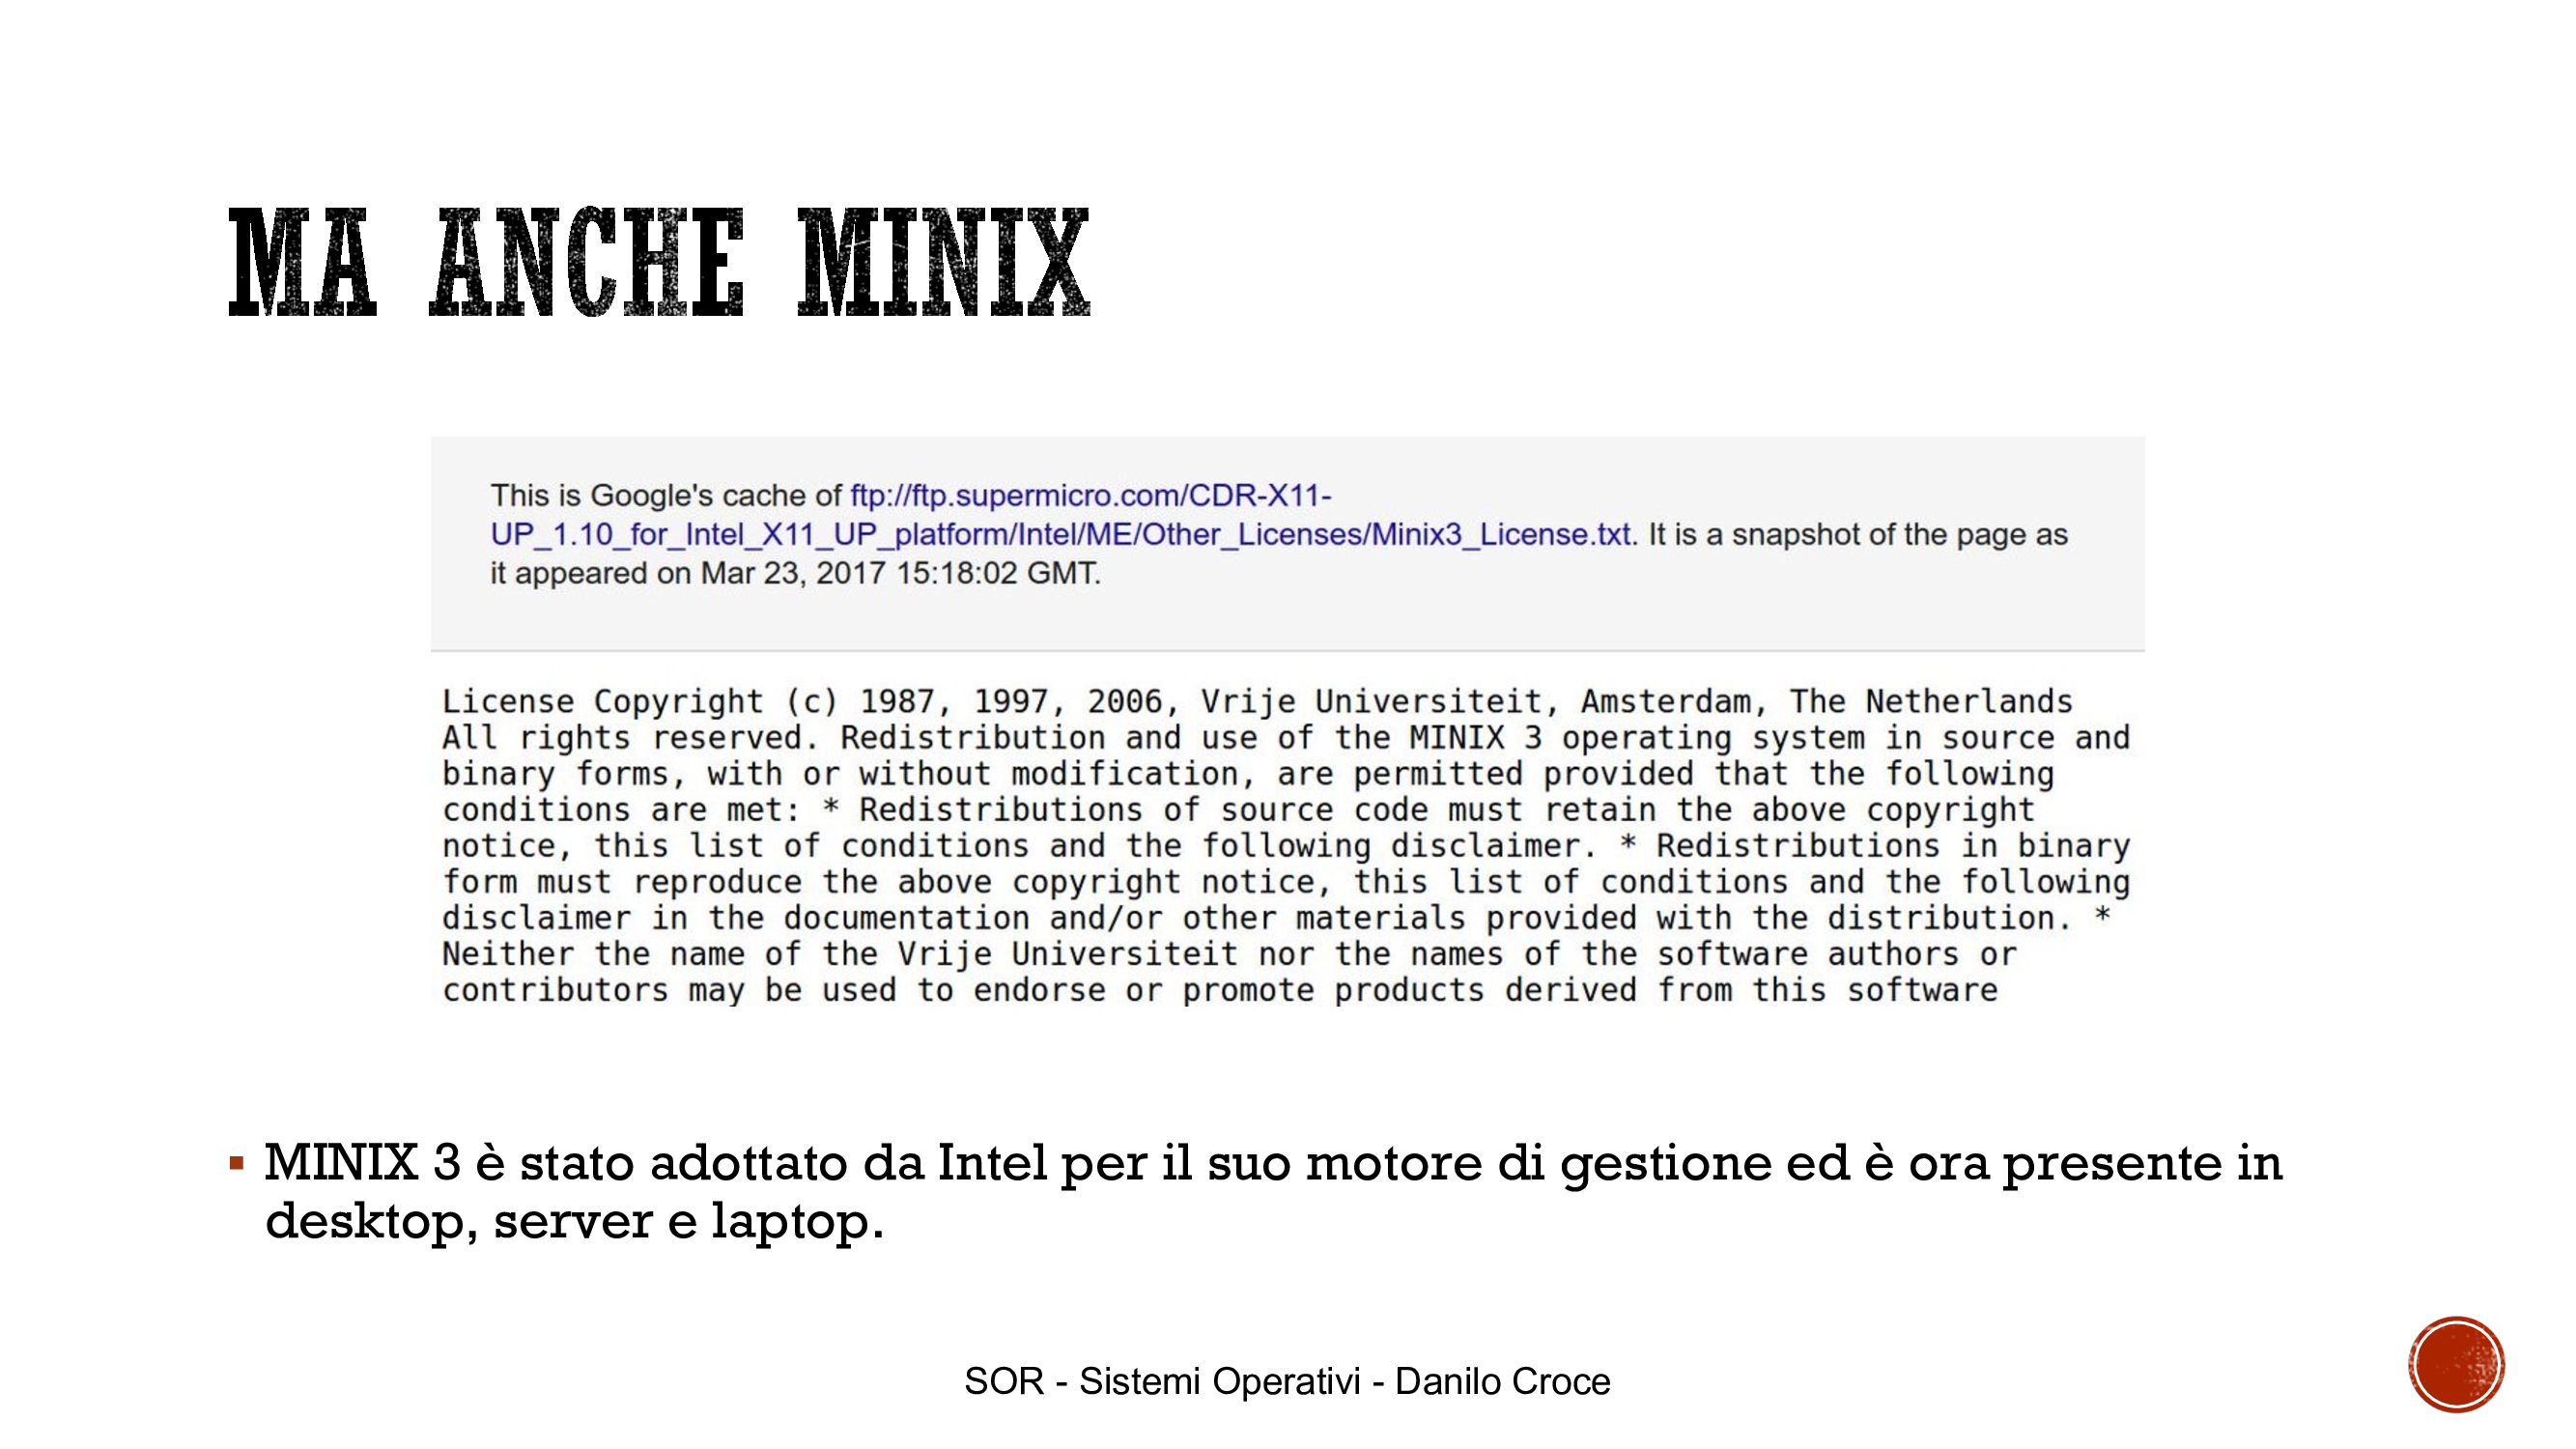 MA ANCHE MINIX
This is Google's cache of ftp://ftp.supermicro.com/CDR-X11-
UP_1.10_for_Intel_X11_UP_platform/Intel/ME/Other_Licenses/Minix3_License.txt. It is a snapshot of the page as
it appeared on Mar 23, 2017 15:18:02 GMT.
License Copyright (c) 1987, 1997, 2006, Vrije Universiteit, Amsterdam, The Netherlands
All rights reserved. Redistribution and use of the MINIX 3 operating system in source and
binary forms, with or without modification, are permitted provided that the following
conditions are met: * Redistributions of source code must retain the above copyright
notice, this list of conditions and the following disclaimer. * Redistributions in binary
form must reproduce the above copyright notice, this list of conditions and the following
disclaimer in the documentation and/or other materials provided with the distribution. *
Neither the name of the Vrije Universiteit nor the names of the software authors or
contributors may be used to endorse or promote products derived from this software
▪ MINIX 3 è stato adottato da Intel per il suo motore di gestione ed è ora presente in
desktop, server e laptop.
SOR - Sistemi Operativi - Danilo Croce